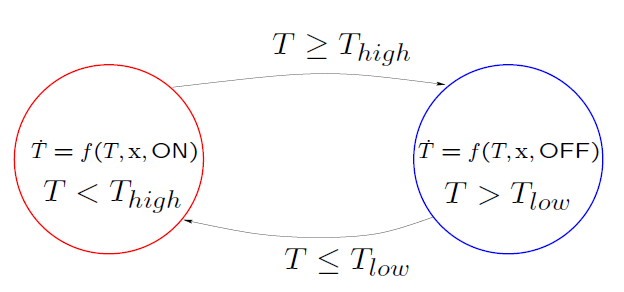 T ≥ T_high
Ṫ = f(T, x, ON)
T < T_high
Ṫ = f(T, x, OFF)
T > T_low
T ≤ T_low